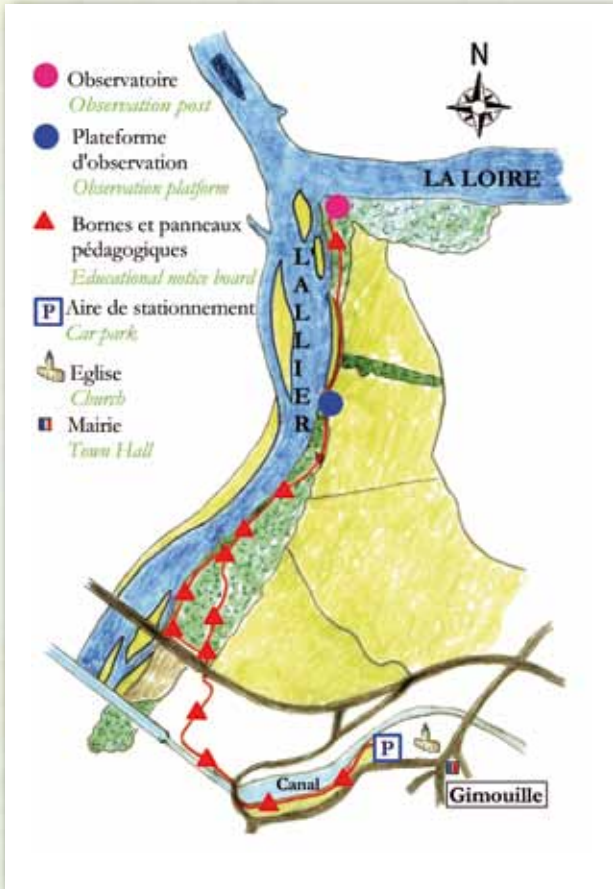 Observatoire
Observation post
Plateforme
d'observation
Observation platform
Bornes et panneaux
pédagogiques
Educational notice board
P Aire de stationnement
Car park
Eglise
Church
Mairie
Town Hall
N
LA LOIRE
L'ALLIER
P
Canal
Gimouille